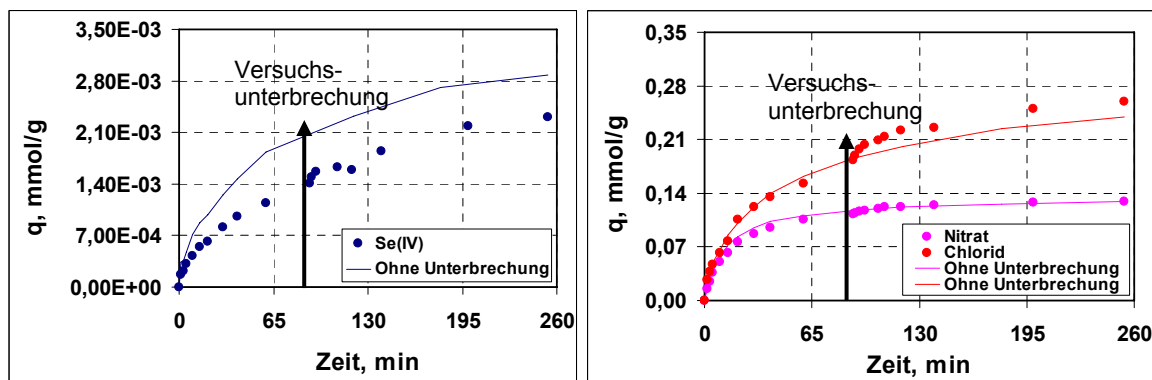 3,50E-03
2,80E-03
2,10E-03
1,40E-03
7,00E-04
0,00E+00
q, mmol/g
Versuchs-
unterbrechung
Se(IV)
Ohne Unterbrechung
0 65 130 195 260
Zeit, min
0,35
0,28
0,21
0,14
0,07
0,00
q, mmol/g
Versuchs-
unterbrechung
Nitrat
Chlorid
Ohne Unterbrechung
Ohne Unterbrechung
0 65 130 195 260
Zeit, min